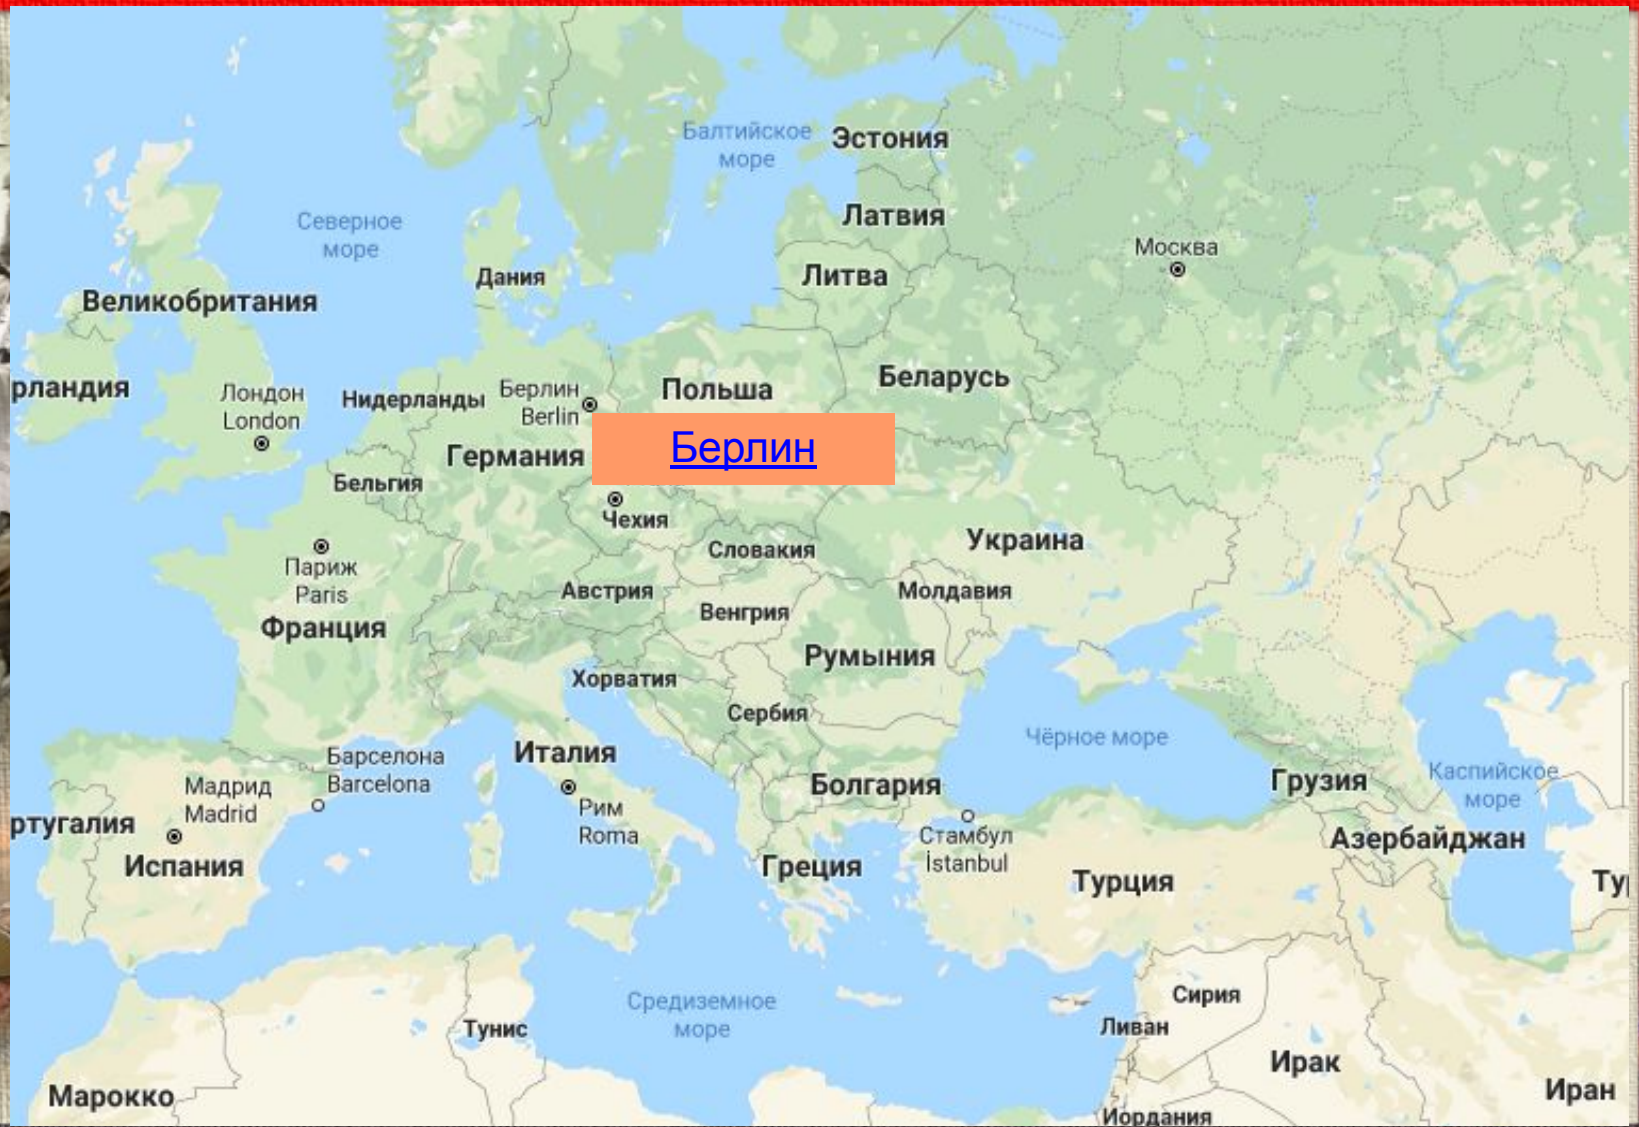 Балтийское
море
Эстония
Северное
море
Латвия
Москва
Дания
Литва
Великобритания
рландия
Лондон
London
Нидерланды
Берлин
Berlin
Польша
Беларусь
Германия
Берлин
Бельгия
Чехия
Словакия
Украина
Париж
Paris
Австрия
Молдавия
Венгрия
Франция
Румыния
Хорватия
Сербия
Чёрное море
Италия
Барселона
Barcelona
Мадрид
Madrid
Болгария
Грузия
Каспийское
море
Рим
Roma
ртугалия
Испания
Стамбул
İstanbul
Азербайджан
Греция
Турция
Ту
Средиземное
море
Сирия
Тунис
Ливан
Ирак
Марокко
Иран
Иордания